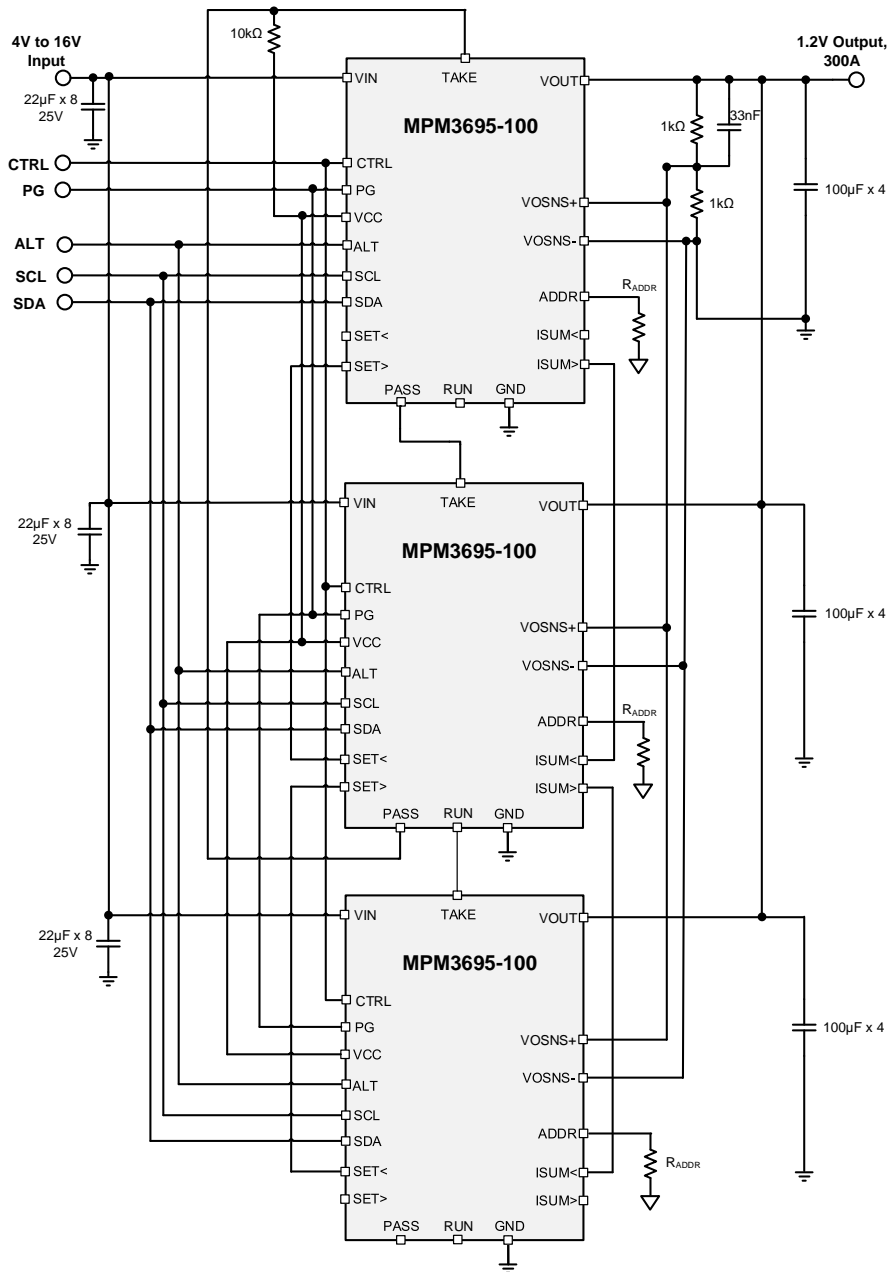 4V to 16V
Input
10kΩ
1.2V Output,
300A
22µF x 8
25V
CTRL
PG
ALT
SCL
SDA
VIN
TAKE
VOUT
MPM3695-100
CTRL
PG
VCC
ALT
SCL
SDA
SET<
SET>
PASS
RUN
GND
VOSNS+
VOSNS-
ADDR
ISUM<
ISUM>
1kΩ
33nF
1kΩ
100µF x 4
RADDR
22µF x 8
25V
VIN
TAKE
VOUT
MPM3695-100
CTRL
PG
VCC
ALT
SCL
SDA
SET<
SET>
PASS
RUN
GND
VOSNS+
VOSNS-
ADDR
ISUM<
ISUM>
RADDR
100µF x 4
22µF x 8
25V
VIN
TAKE
VOUT
MPM3695-100
CTRL
PG
VCC
ALT
SCL
SDA
SET<
SET>
PASS
RUN
GND
VOSNS+
VOSNS-
ADDR
ISUM<
ISUM>
RADDR
100µF x 4